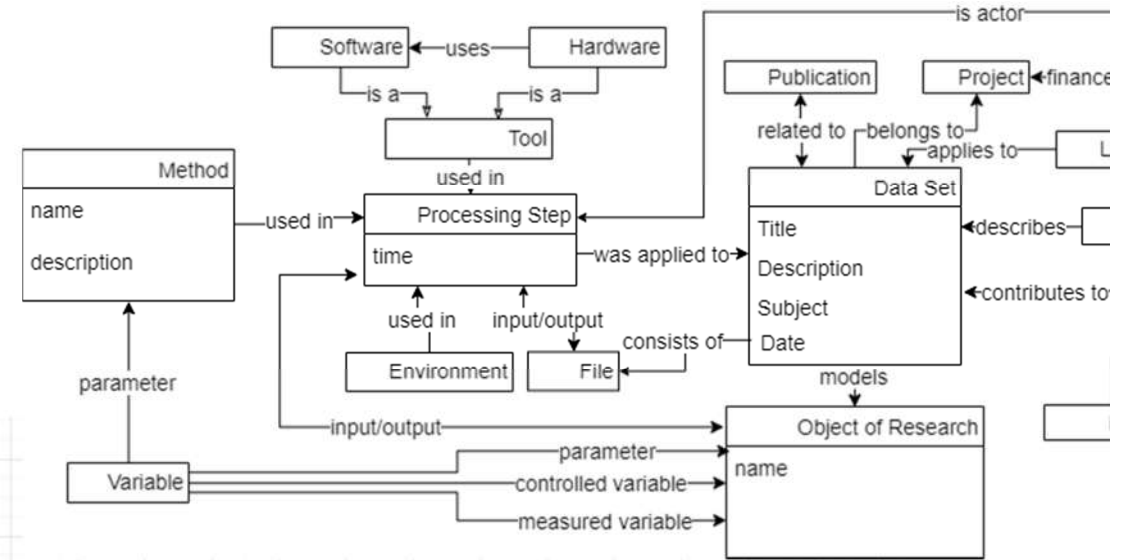 is actor
Software
uses
Hardware
Publication
Project
finance
is a
is a
Tool
related to
belongs to
applies to
L
Method
used in
Data Set
name
Processing Step
Title
describes
used in
description
time
was applied to
Description
contributes to
Subject
used in
input/output
consists of
Date
Environment
File
parameter
models
input/output
Object of Research
parameter
name
Variable
controlled variable
measured variable